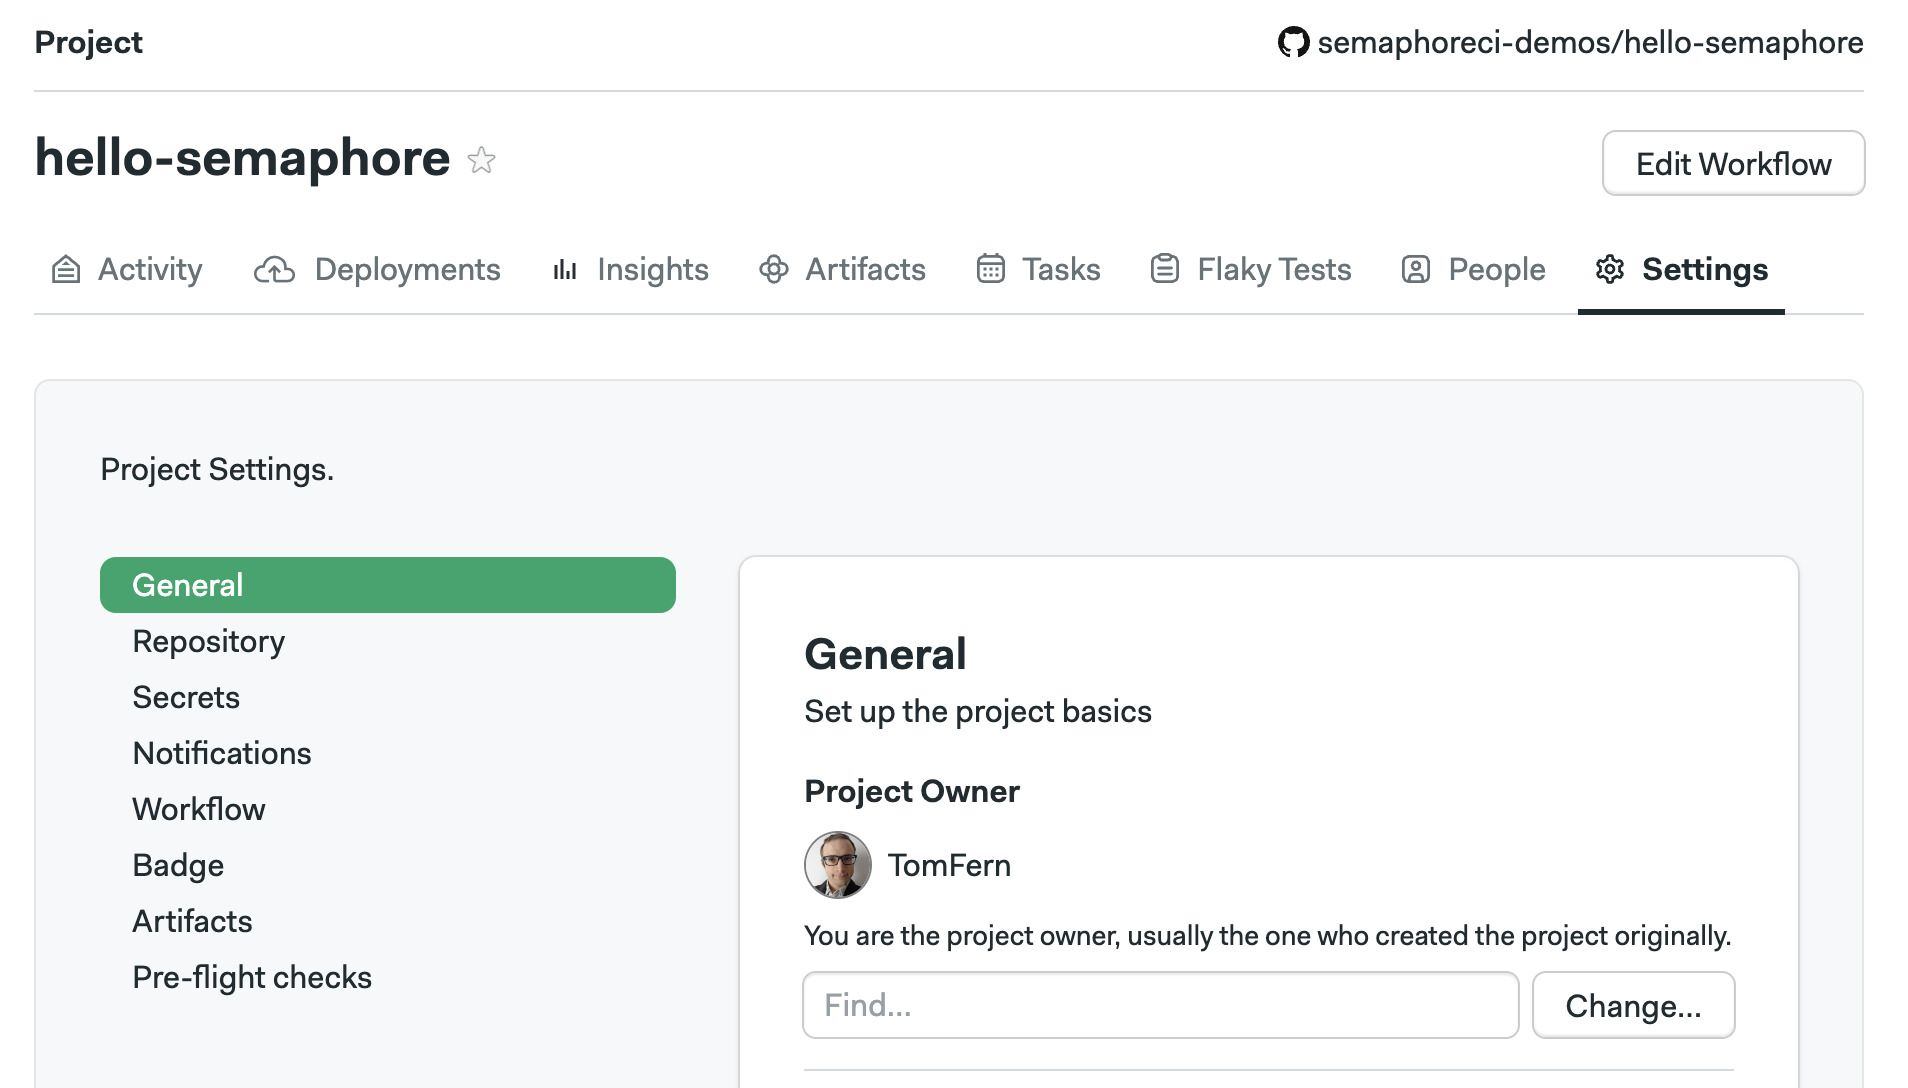 Project
semaphoreci-demos/hello-semaphore
hello-semaphore
Edit Workflow
Activity
Deployments
Insights
Artifacts
Tasks
Flaky Tests
People
Settings
Project Settings.
General
Repository
Secrets
Notifications
Workflow
Badge
Artifacts
Pre-flight checks
General
Set up the project basics
Project Owner
TomFern
You are the project owner, usually the one who created the project originally.
Find...
Change...